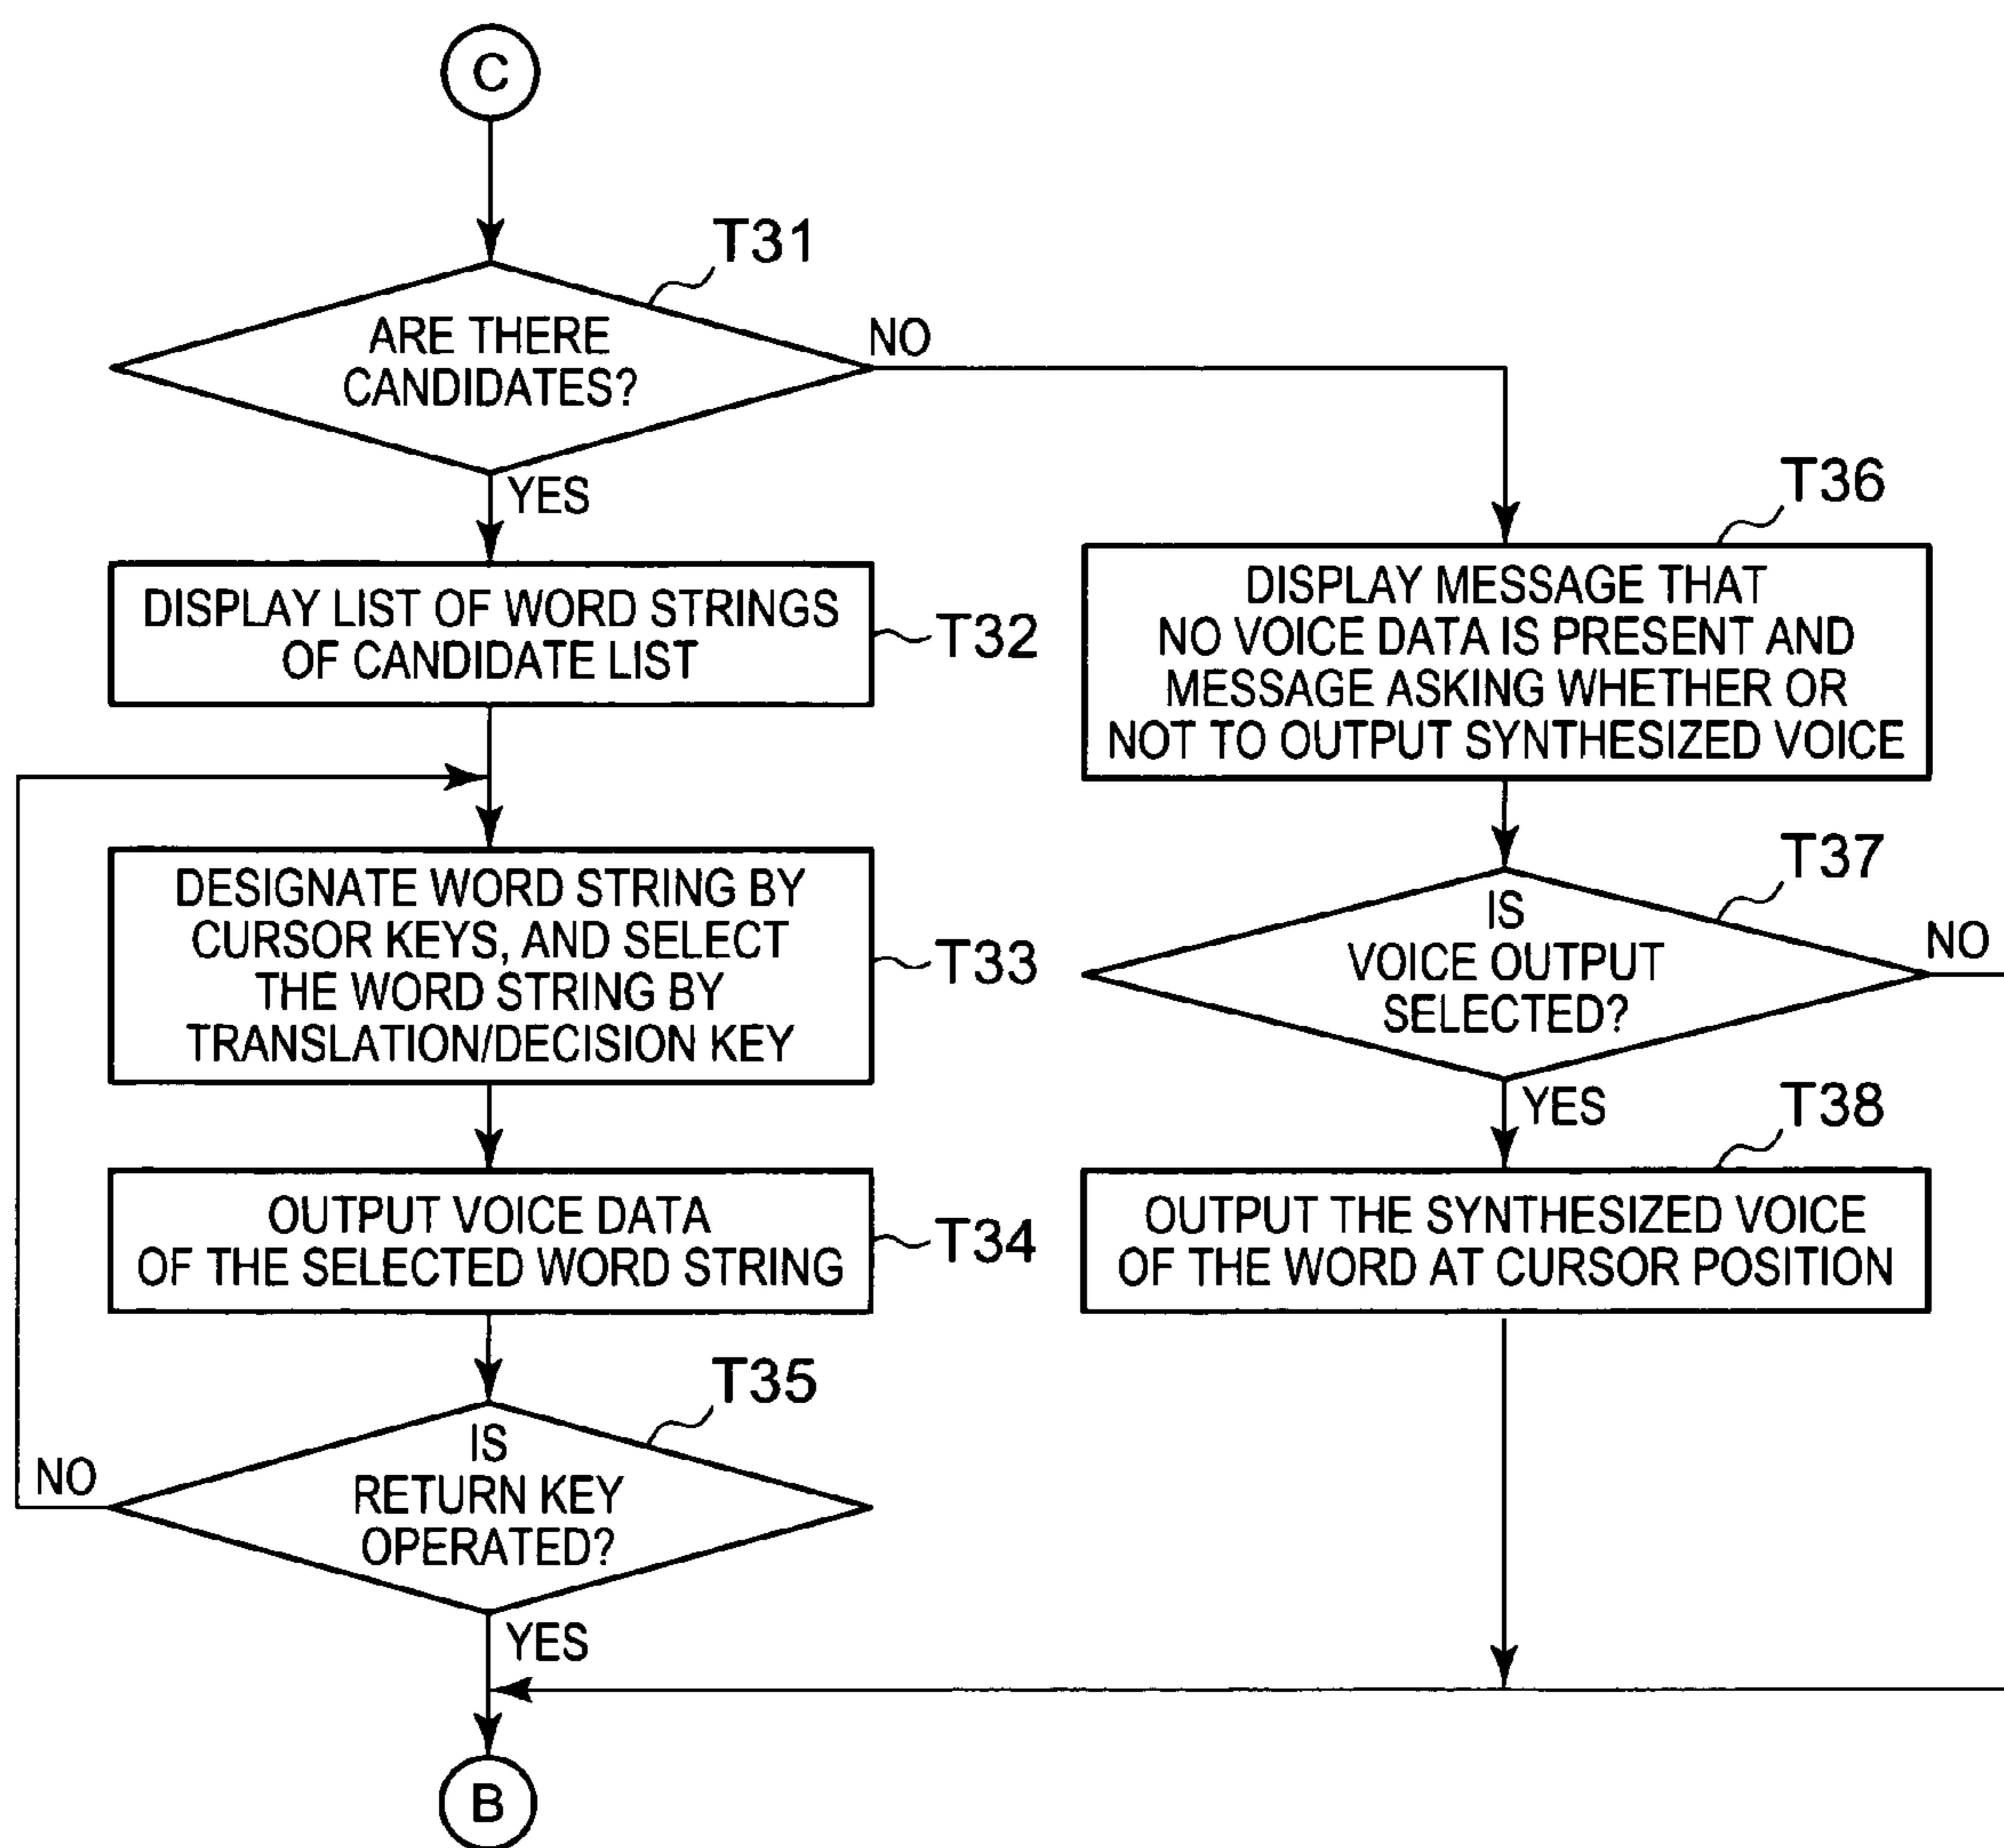 C
T31
ARE THERE
CANDIDATES?
NO
YES
DISPLAY LIST OF WORD STRINGS
OF CANDIDATE LIST
T32
DESIGNATE WORD STRING BY
CURSOR KEYS, AND SELECT
THE WORD STRING BY
TRANSLATION/DECISION KEY
T33
OUTPUT VOICE DATA
OF THE SELECTED WORD STRING
T34
T35
IS
RETURN KEY
OPERATED?
NO
YES
T36
DISPLAY MESSAGE THAT
NO VOICE DATA IS PRESENT AND
MESSAGE ASKING WHETHER OR
NOT TO OUTPUT SYNTHESIZED VOICE
T37
IS
VOICE OUTPUT
SELECTED?
NO
YES
T38
OUTPUT THE SYNTHESIZED VOICE
OF THE WORD AT CURSOR POSITION
B